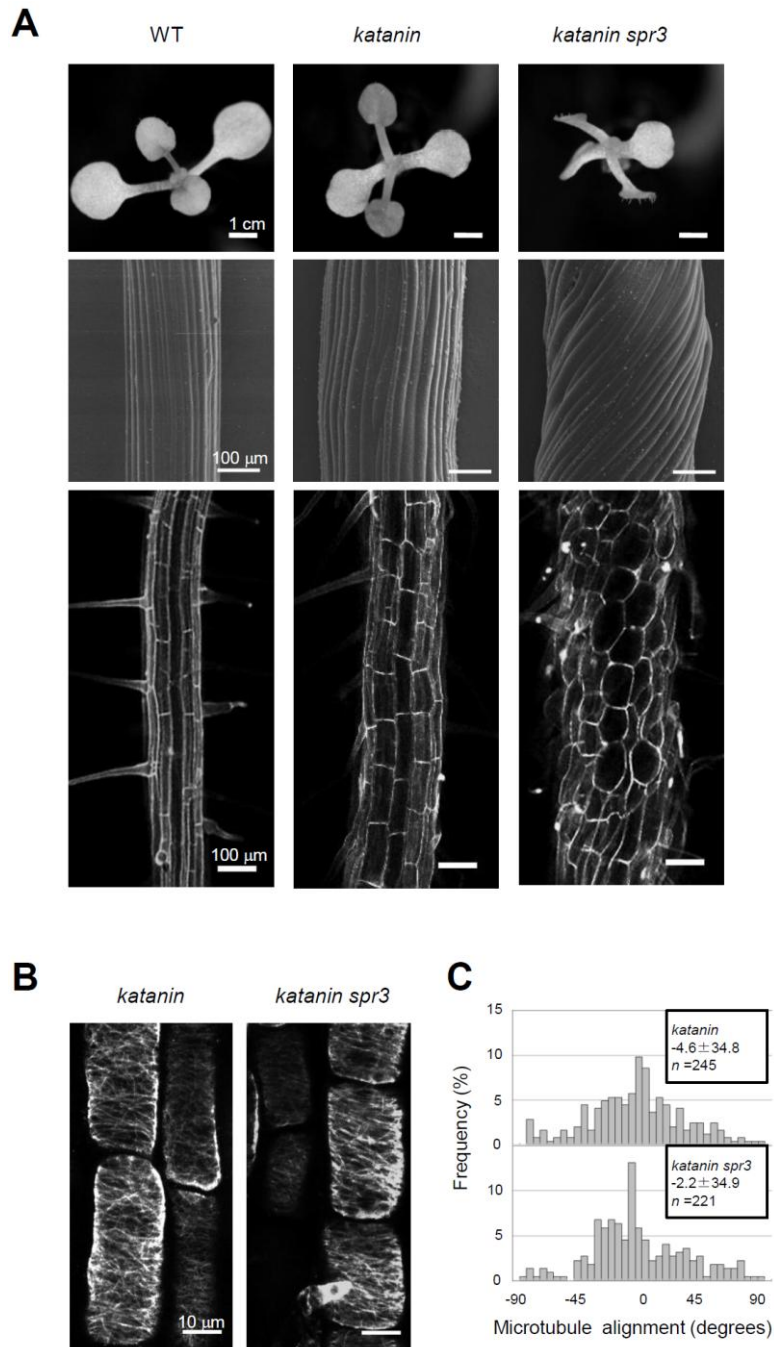 A
WT
katanin
katanin spr3
1 cm
100 μm
100 μm
B
katanin
katanin spr3
10 μm
C
15
10
5
0
10
5
0
Frequency (%)
katanin
-4.6±34.8
n =245
katanin spr3
-2.2±34.9
n =221
-90
-45
0
45
90
Microtubule alignment (degrees)